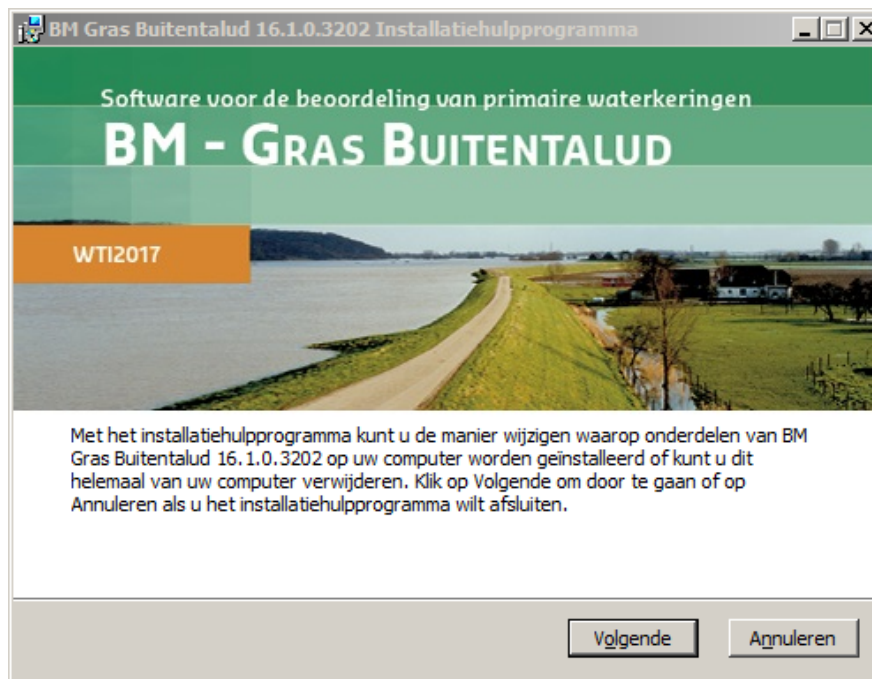 BM Gras Buitentalud 16.1.0.3202 Installatiehulpprogramma
Software voor de beoordeling van primaire waterkeringen
BM - GRAS BUITENTALUD
WTI2017
Met het installatiehulpprogramma kunt u de manier wijzigen waarop onderdelen van BM
Gras Buitentalud 16.1.0.3202 op uw computer worden geïnstalleerd of kunt u dit
helemaal van uw computer verwijderen. Klik op Volgende om door te gaan of op
Annuleren als u het installatiehulpprogramma wilt afsluiten.
Volgende
Annuleren